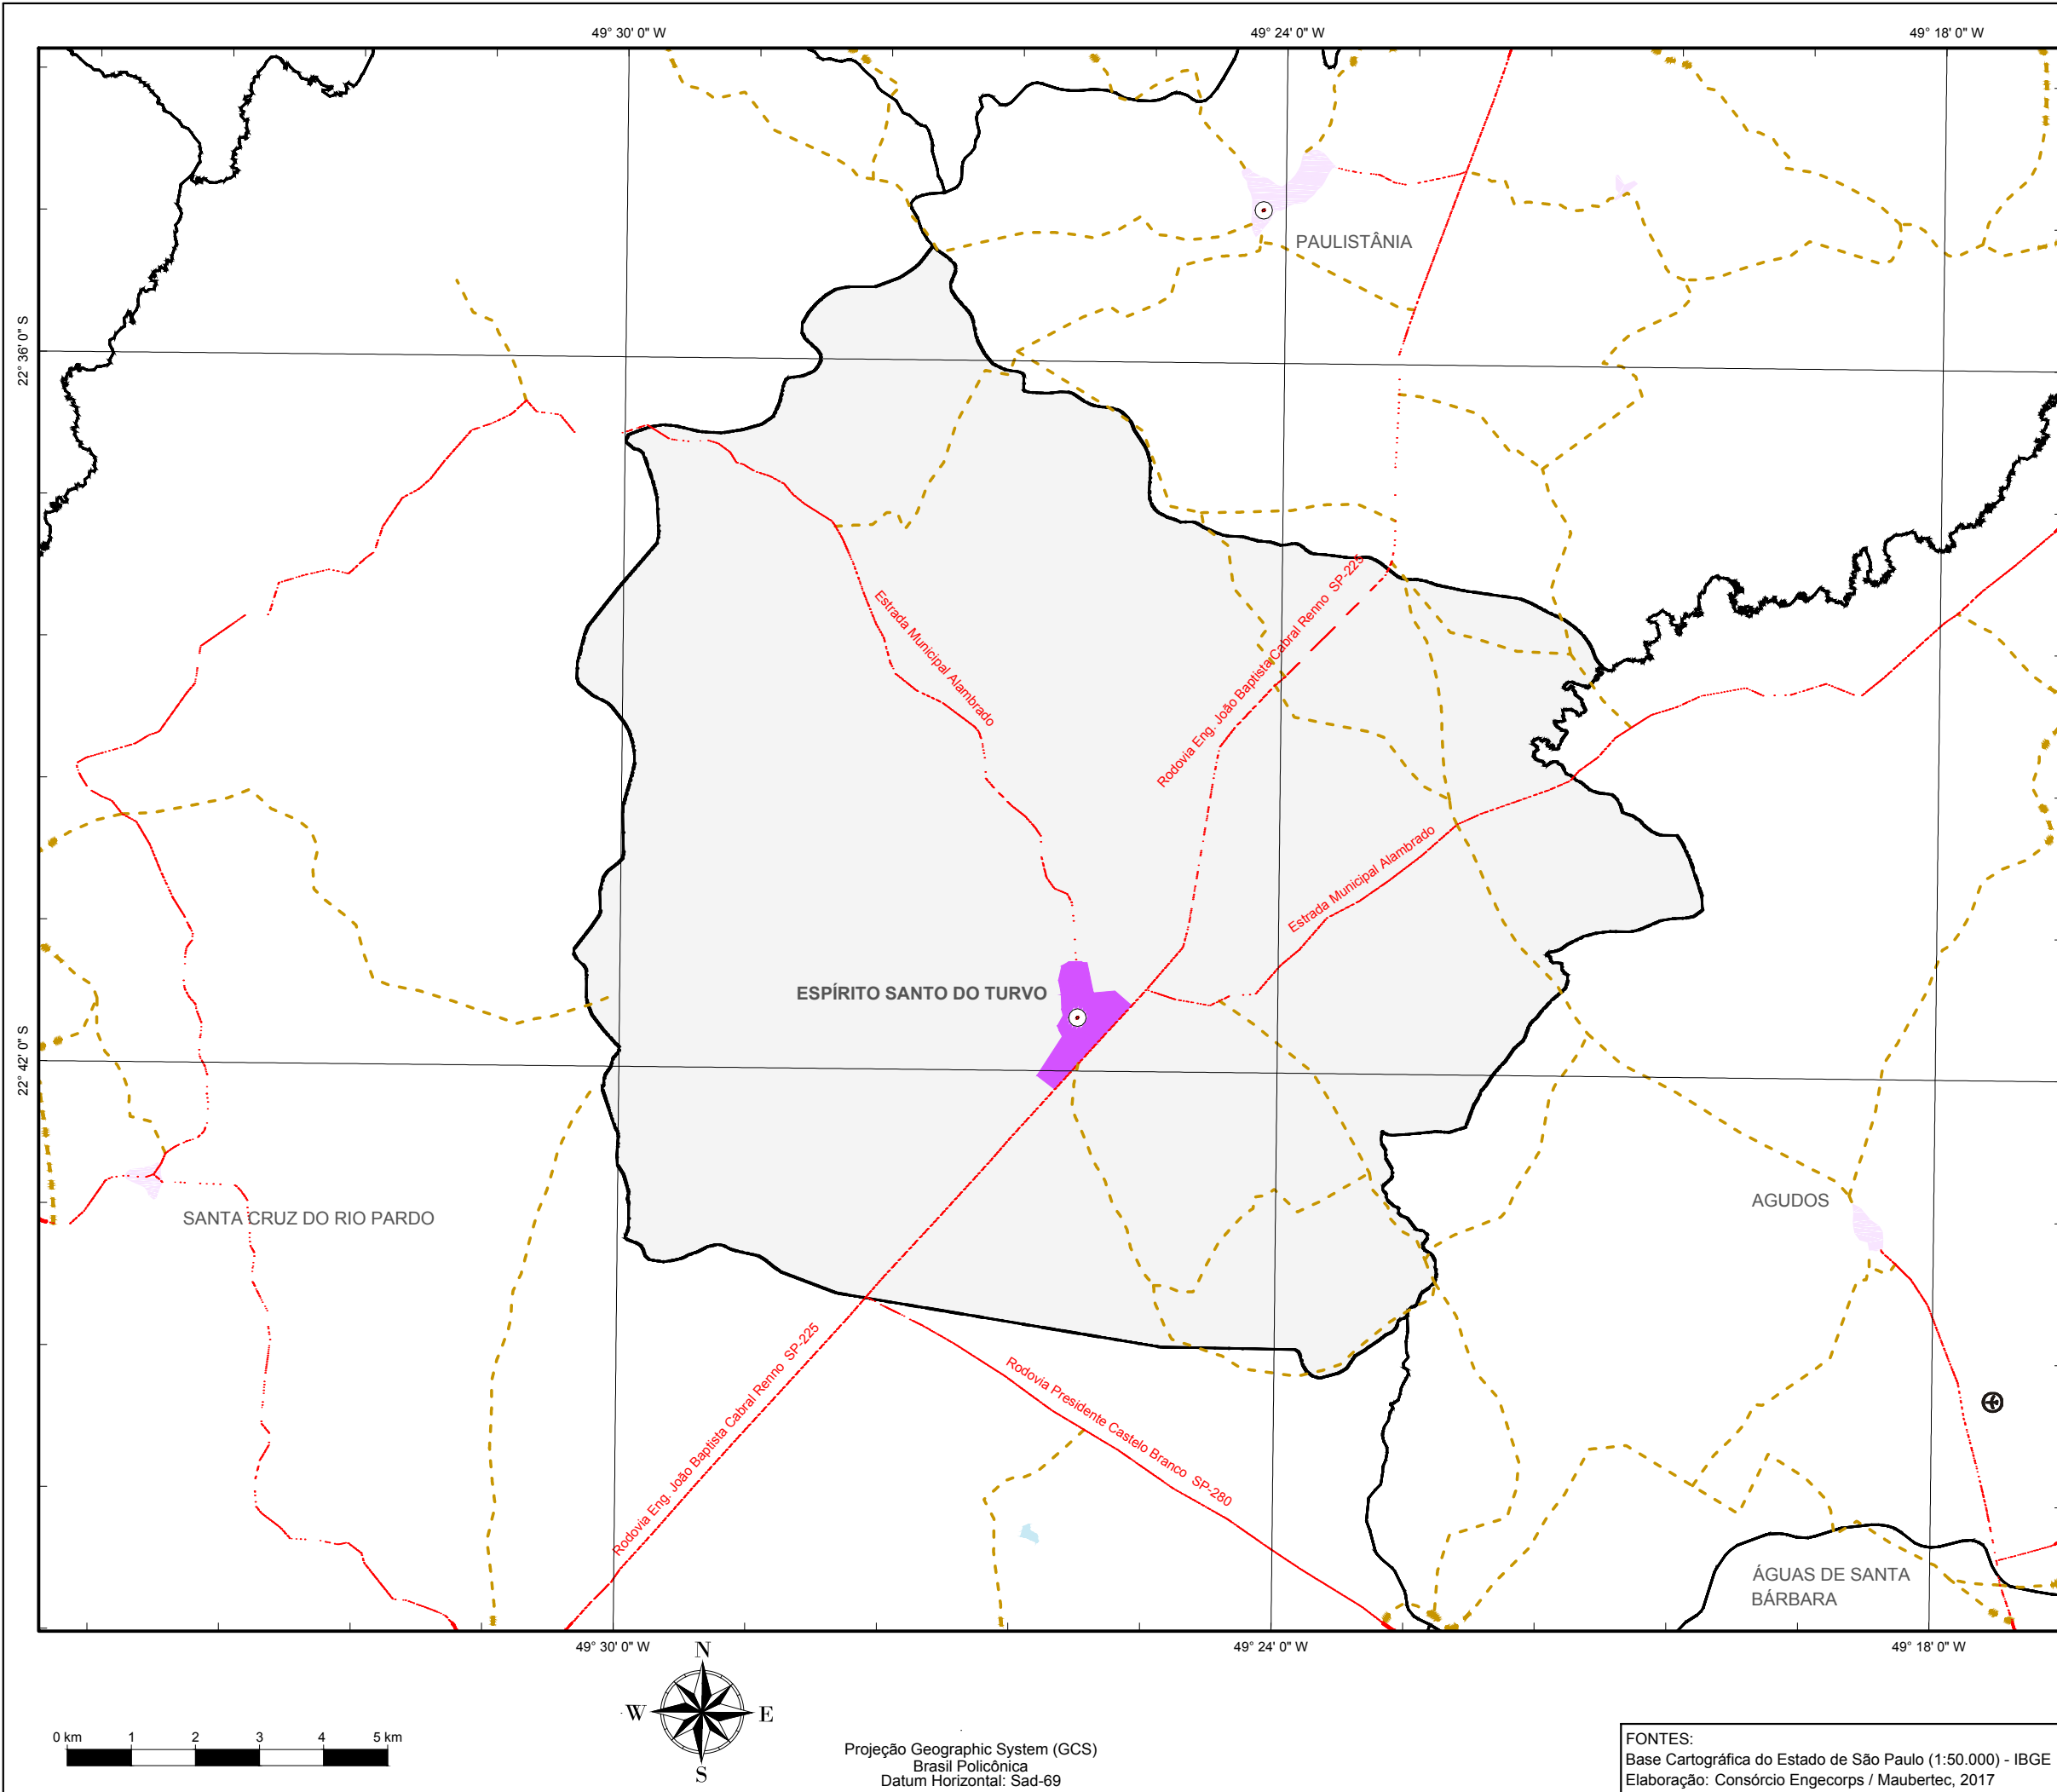 49° 30' 0" W
49° 24' 0" W
49° 18' 0" W
22° 36' 0" S
PAULISTÂNIA
Estrada Municipal Alambrado
Rodovia Eng. João Baptista Cabral Renno SP-225
Estrada Municipal Alambrado
ESPÍRITO SANTO DO TURVO
22° 42' 0" S
SANTA CRUZ DO RIO PARDO
AGUDOS
Rodovia Eng. João Baptista Cabral Renno SP-225
Rodovia Presidente Castelo Branco SP-280
ÁGUAS DE SANTA
BÁRBARA
49° 30' 0" W
49° 24' 0" W
49° 18' 0" W
N
W
E
S
0 km 1 2 3 4 5 km
Projeção Geographic System (GCS)
Brasil Policônica
Datum Horizontal: Sad-69
FONTES:
Base Cartográfica do Estado de São Paulo (1:50.000) - IBGE
Elaboração: Consórcio Engecorps / Maubertec, 2017